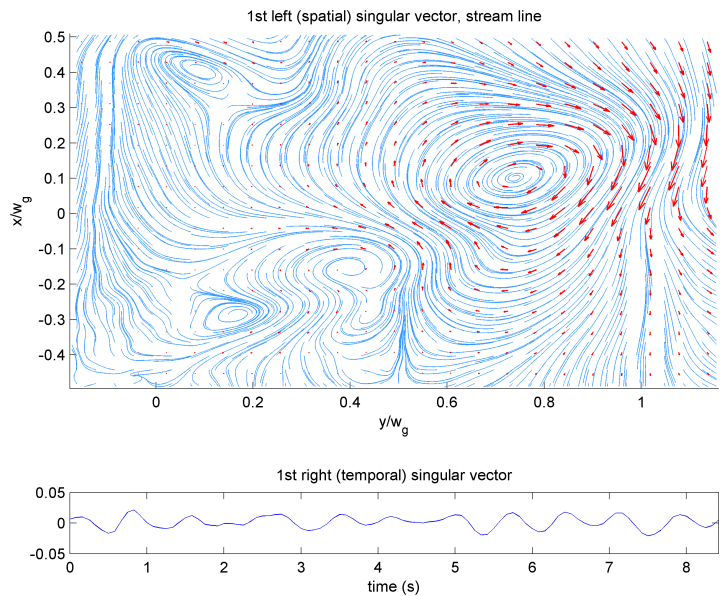 1st left (spatial) singular vector, stream line
0.5
0.4
0.3
0.2
0.1
0
-0.1
-0.2
-0.3
-0.4
x/w_g
0 0.2 0.4 0.6 0.8 1
y/w_g
1st right (temporal) singular vector
0.05
0
-0.05
0 1 2 3 4 5 6 7 8
time (s)